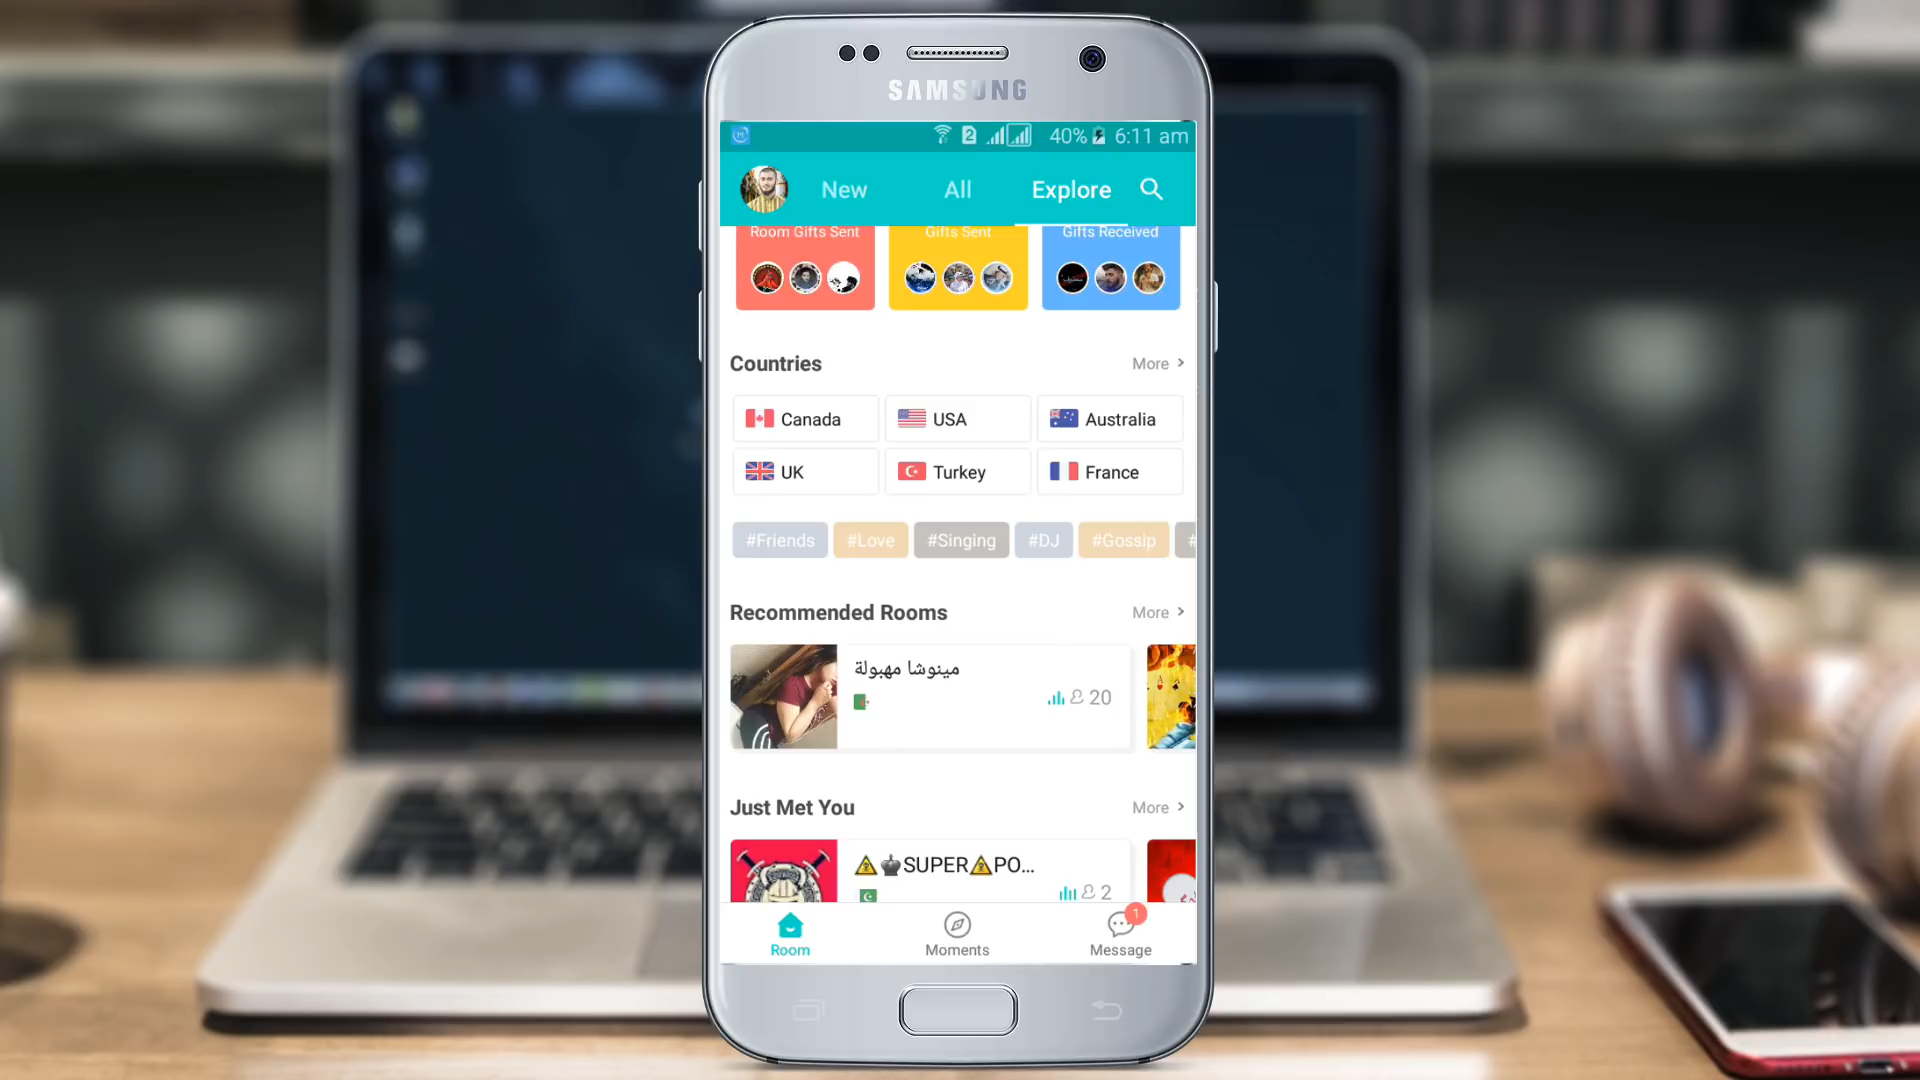 SAMSUNG
2 40% 6:11 am
New All Explore
Room Gifts Sent Gifts Sent Gifts Received
Countries More >
Canada USA Australia
UK Turkey France
#Friends #Love #Singing #DJ #Gossip #
Recommended Rooms More >
مينوشا مهبولة
20
Just Met You More >
SUPER PO...
2
1
Room Moments Message